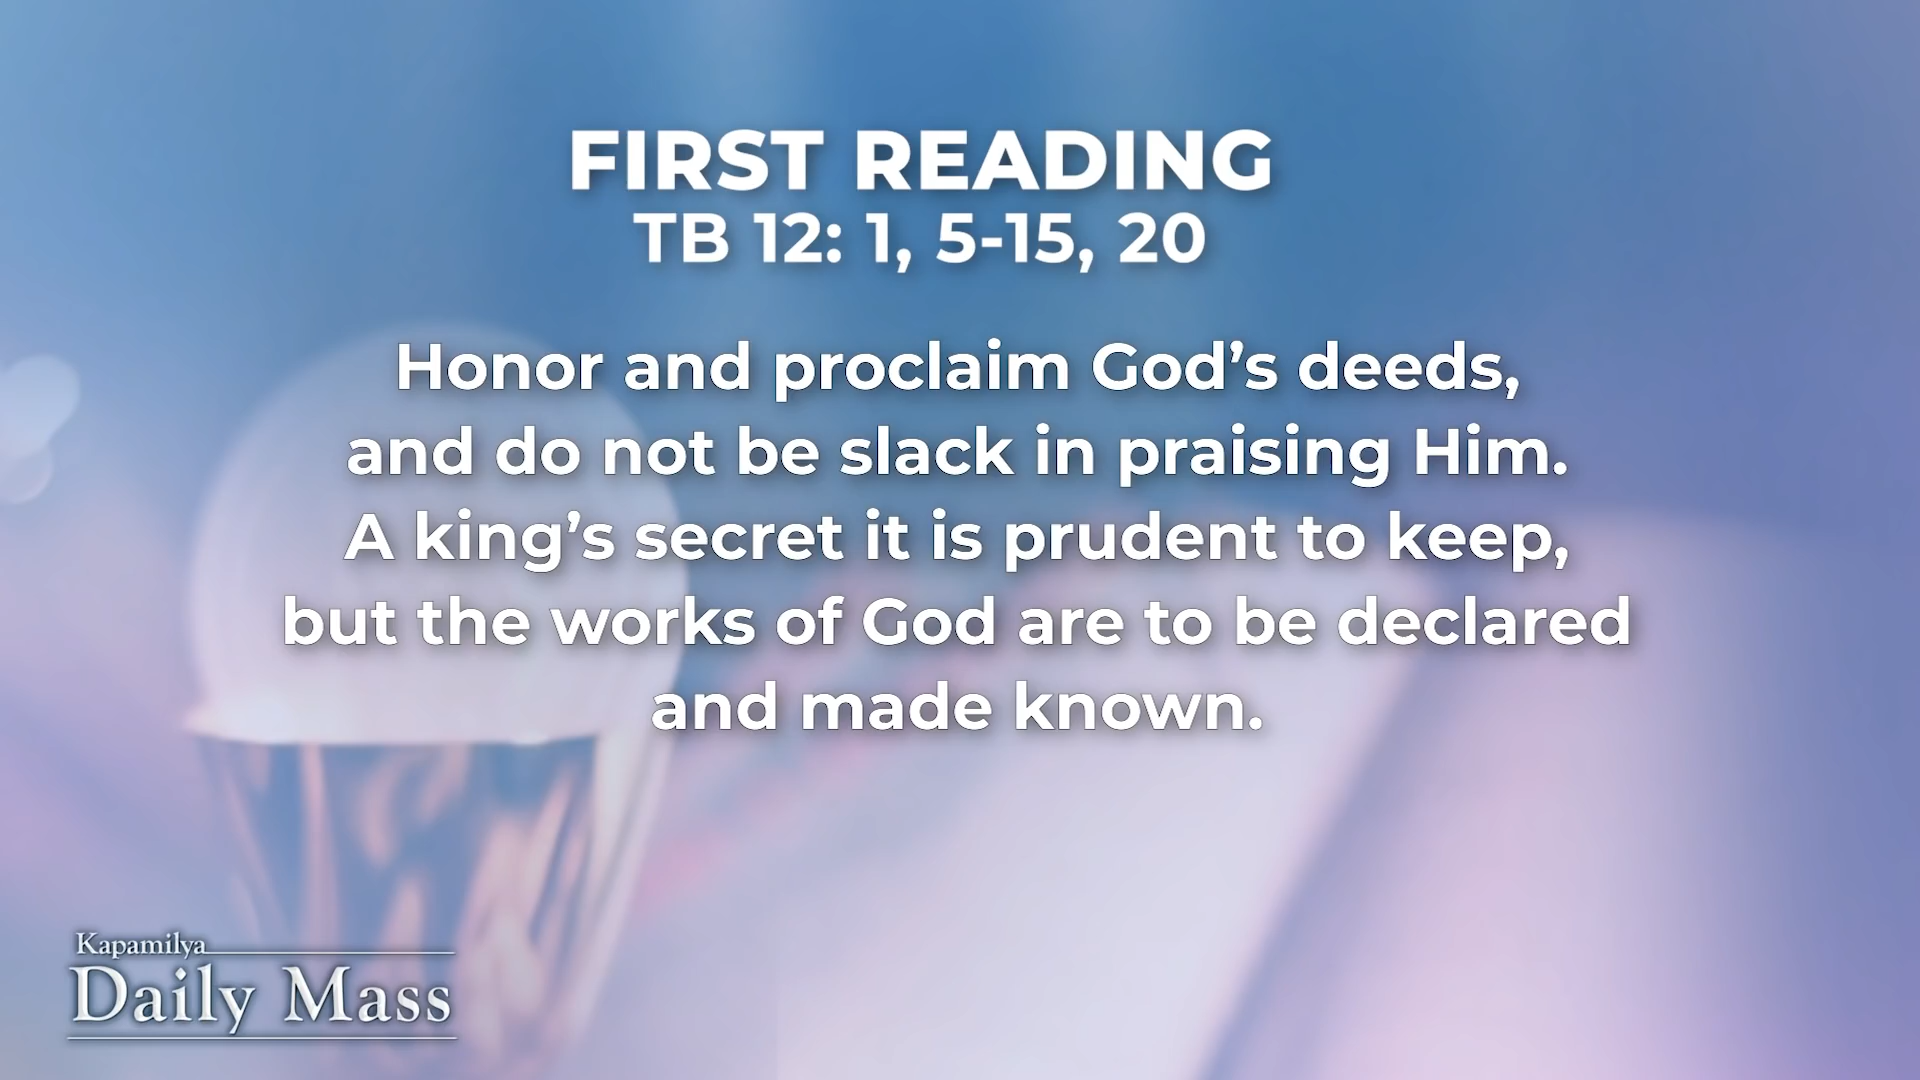 FIRST READING
TB 12: 1, 5-15, 20
Honor and proclaim God’s deeds,
and do not be slack in praising Him.
A king’s secret it is prudent to keep,
but the works of God are to be declared
and made known.
Kapamilya
Daily Mass